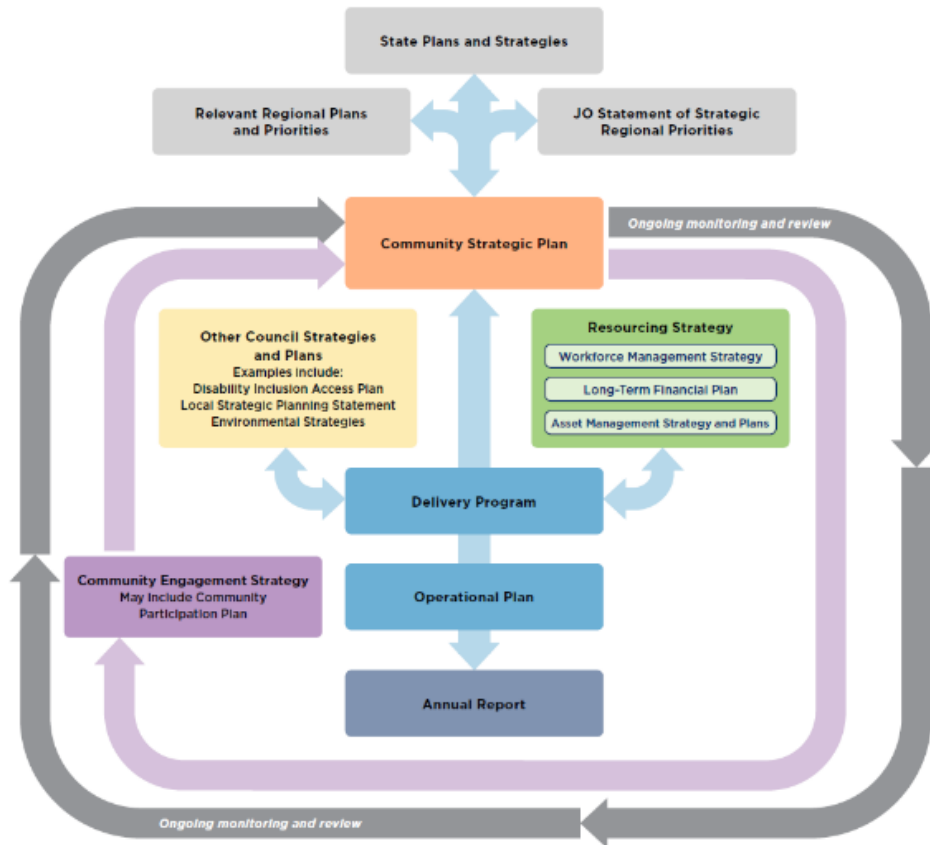 State Plans and Strategies
Relevant Regional Plans
and Priorities
JO Statement of Strategic
Regional Priorities
Community Strategic Plan
Ongoing monitoring and review
Other Council Strategies
and Plans
Examples include:
Disability Inclusion Access Plan
Local Strategic Planning Statement
Environmental Strategies
Resourcing Strategy
Workforce Management Strategy
Long-Term Financial Plan
Asset Management Strategy and Plans
Delivery Program
Community Engagement Strategy
May Include Community
Participation Plan
Operational Plan
Annual Report
Ongoing monitoring and review